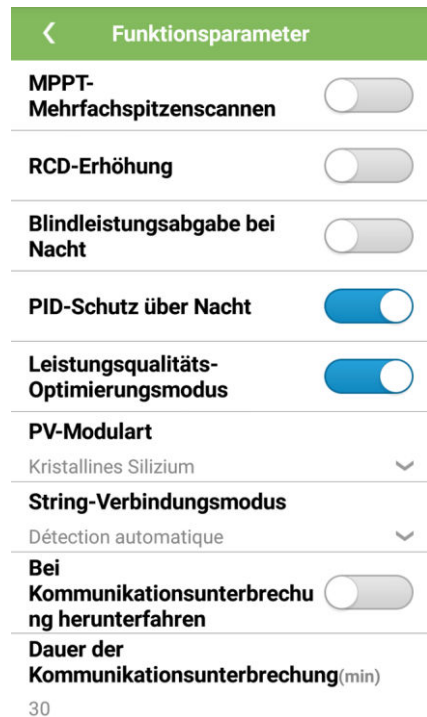 Funktionsparameter
MPPT-
Mehrfachspitzenscannen
RCD-Erhöhung
Blindleistungsabgabe bei
Nacht
PID-Schutz über Nacht
Leistungsqualitäts-
Optimierungsmodus
PV-Modulart
Kristallines Silizium
String-Verbindungsmodus
Détection automatique
Bei
Kommunikationsunterbrechu
ng herunterfahren
Dauer der
Kommunikationsunterbrechung(min)
30